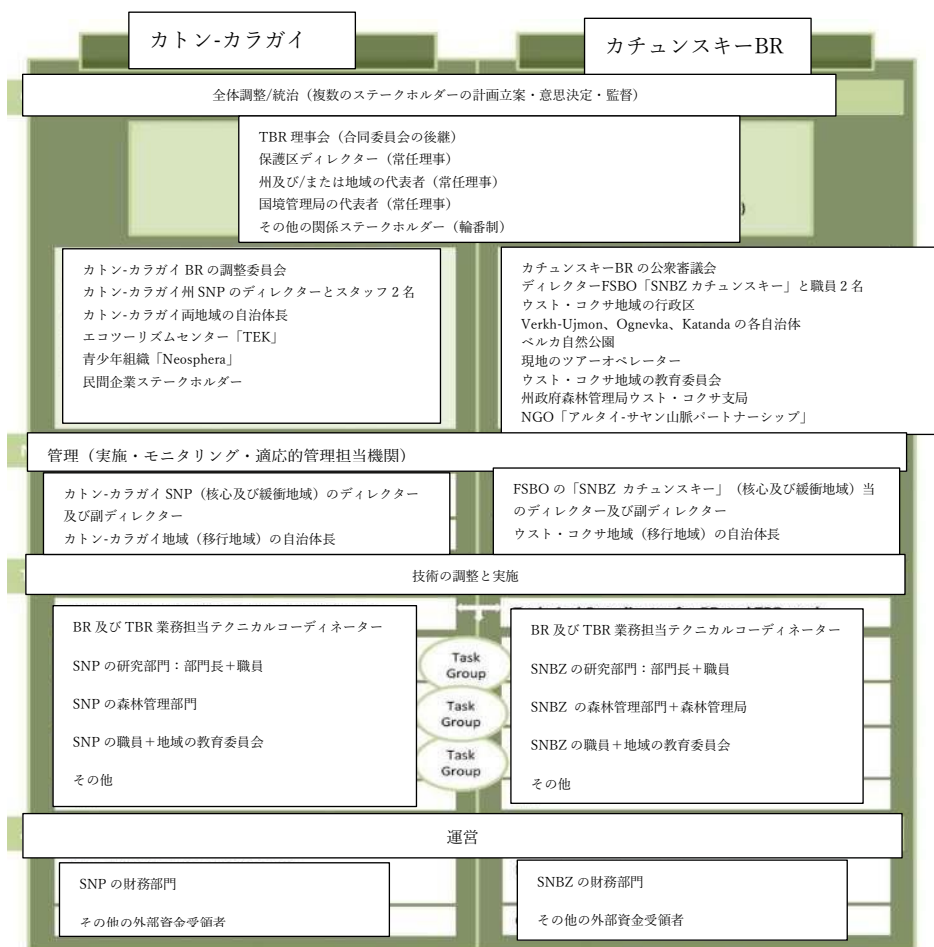 カトン-カラガイ
カチュンスキーBR
全体調整/統治（複数のステークホルダーの計画立案・意思決定・監督）
TBR 理事会（合同委員会の後継）
保護区ディレクター（常任理事）
州及び/または地域の代表者（常任理事）
国境管理局の代表者（常任理事）
その他の関係ステークホルダー（輪番制）
カトン-カラガイ BR の調整委員会
カトン-カラガイ州 SNP のディレクターとスタッフ 2 名
カトン-カラガイ両地域の自治体長
エコツーリズムセンター「TEK」
青少年組織「Neosphera」
民間企業ステークホルダー
カチュンスキーBR の公衆審議会
ディレクターFSBO「SNBZ カチュンスキー」と職員 2 名
ウスト・コクサ地域の行政区
Verkh-Ujmon、Ognevka、Katanda の各自治体
ベルカ自然公園
現地のツアーオペレーター
ウスト・コクサ地域の教育委員会
州政府森林管理局ウスト・コクサ支局
NGO「アルタイ-サヤン山脈パートナーシップ」
管理（実施・モニタリング・適応的管理担当機関）
カトン-カラガイ SNP（核心及び緩衝地域）のディレクター
及び副ディレクター
カトン-カラガイ地域（移行地域）の自治体長
FSBO の「SNBZ カチュンスキー」（核心及び緩衝地域）当
のディレクター及び副ディレクター
ウスト・コクサ地域（移行地域）の自治体長
技術の調整と実施
BR 及び TBR 業務担当テクニカルコーディネーター
SNP の研究部門：部門長＋職員
SNP の森林管理部門
SNP の職員＋地域の教育委員会
その他
Task
Group
Task
Group
Task
Group
BR 及び TBR 業務担当テクニカルコーディネーター
SNBZ の研究部門：部門長＋職員
SNBZ の森林管理部門＋森林管理局
SNBZ の職員＋地域の教育委員会
その他
運営
SNP の財務部門
その他の外部資金受領者
SNBZ の財務部門
その他の外部資金受領者